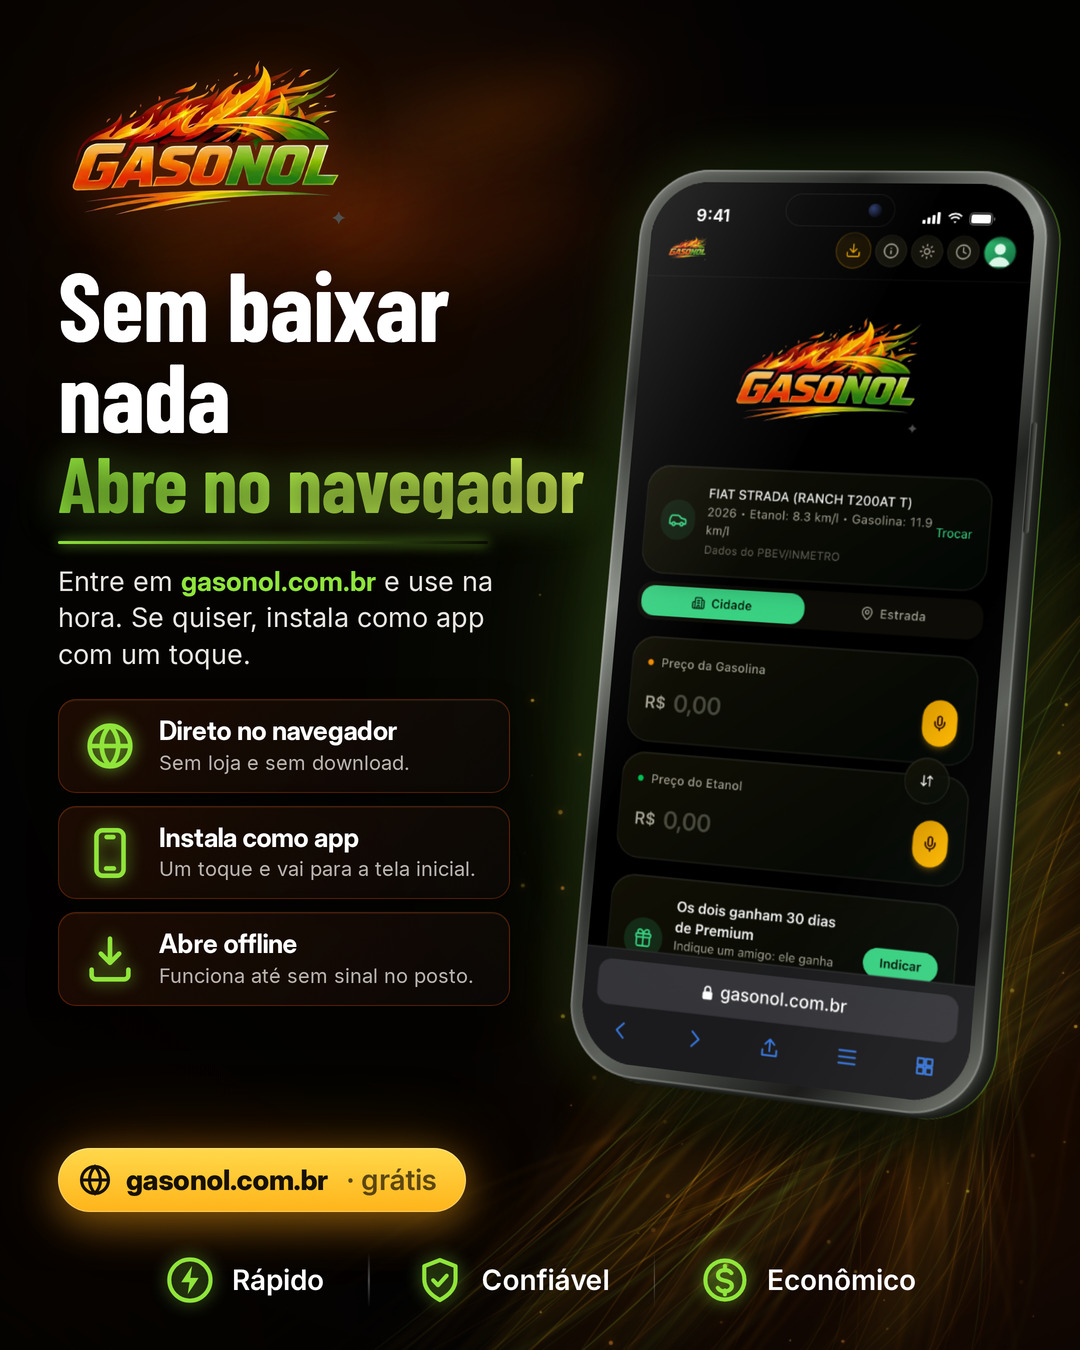 GASONOL
Sem baixar
nada
Abre no navegador
Entre em gasonol.com.br e use na
hora. Se quiser, instala como app
com um toque.
Direto no navegador
Sem loja e sem download.
Instala como app
Um toque e vai para a tela inicial.
Abre offline
Funciona até sem sinal no posto.
gasonol.com.br · grátis
Rápido
Confiável
Econômico
9:41
GASONOL
GASONOL
FIAT STRADA (RANCH T200AT T)
2026 • Etanol: 8.3 km/l • Gasolina: 11.9
km/l
Trocar
Dados do PBEV/INMETRO
Cidade
Estrada
Preço da Gasolina
R$ 0,00
Preço do Etanol
R$ 0,00
Os dois ganham 30 dias
de Premium
Indique um amigo: ele ganha
Indicar
gasonol.com.br